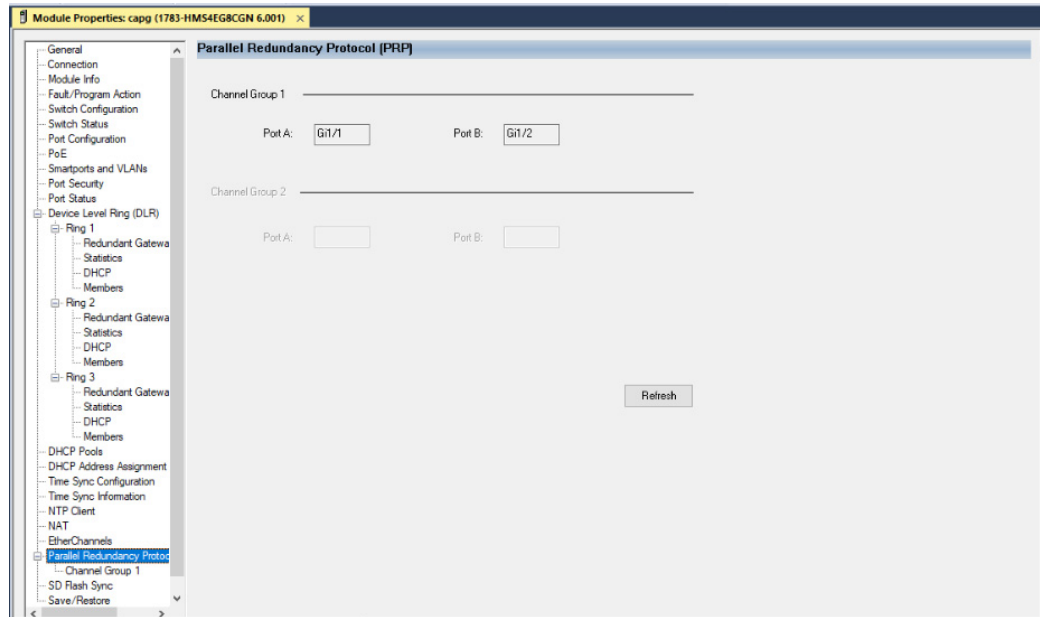 Module Properties: capg (1783-HMS4EG8CGN 6.001) ×
General
Connection
Module Info
Fault/Program Action
Switch Configuration
Switch Status
Port Configuration
PoE
Smartports and VLANs
Port Security
Port Status
Device Level Ring (DLR)
Ring 1
Redundant Gatewa
Statistics
DHCP
Members
Ring 2
Redundant Gatewa
Statistics
DHCP
Members
Ring 3
Redundant Gatewa
Statistics
DHCP
Members
DHCP Pools
DHCP Address Assignment
Time Sync Configuration
Time Sync Information
NTP Client
NAT
EtherChannels
Parallel Redundancy Protoc
Channel Group 1
SD Flash Sync
Save/Restore
Parallel Redundancy Protocol (PRP)
Channel Group 1
Port A: Gi1/1 Port B: Gi1/2
Channel Group 2
Port A: Port B:
Refresh